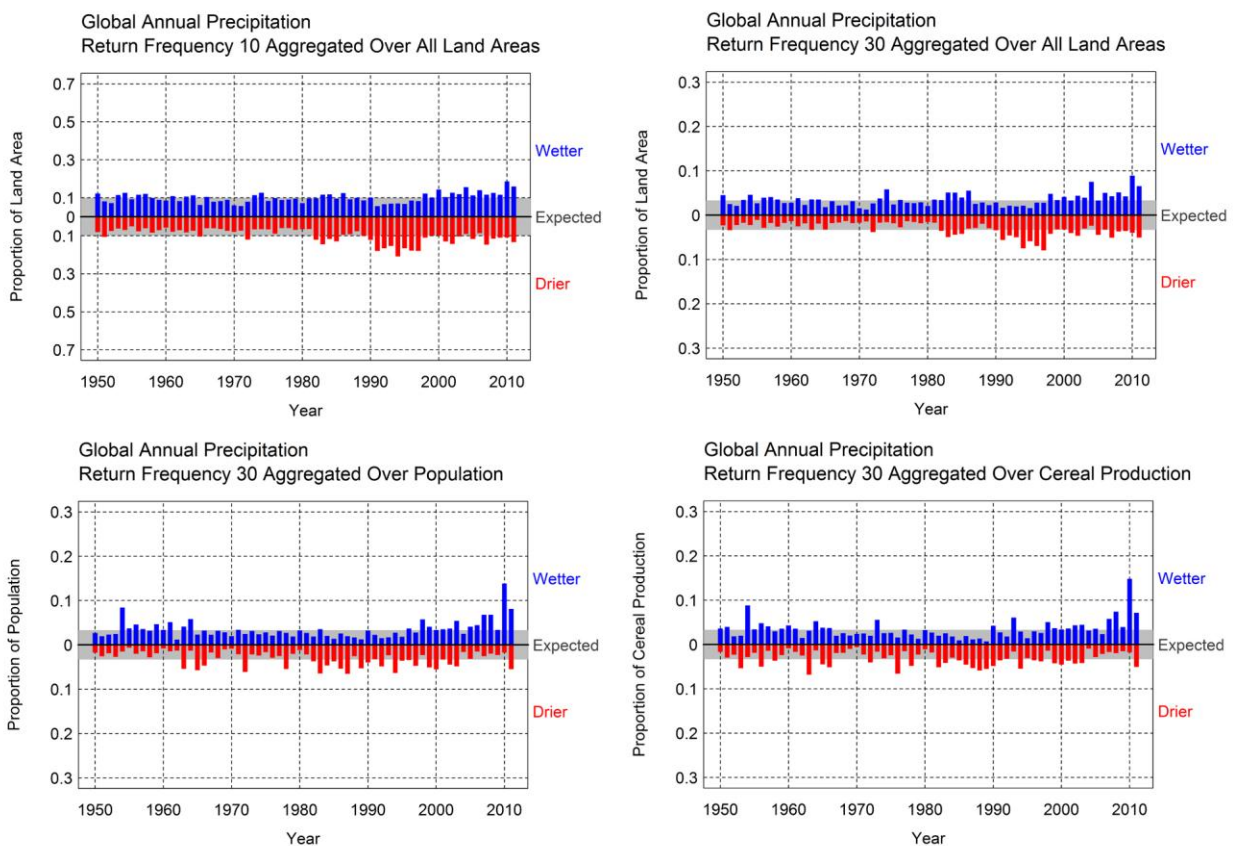 Global Annual Precipitation
Return Frequency 10 Aggregated Over All Land Areas
Proportion of Land Area
0.7
0.5
0.3
0.1
0
0.1
0.3
0.5
0.7
Wetter
Expected
Drier
1950 1960 1970 1980 1990 2000 2010
Year
Global Annual Precipitation
Return Frequency 30 Aggregated Over All Land Areas
Proportion of Land Area
0.3
0.2
0.1
0
0.1
0.2
0.3
Wetter
Expected
Drier
1950 1960 1970 1980 1990 2000 2010
Year
Global Annual Precipitation
Return Frequency 30 Aggregated Over Population
Proportion of Population
0.3
0.2
0.1
0
0.1
0.2
0.3
Wetter
Expected
Drier
1950 1960 1970 1980 1990 2000 2010
Year
Global Annual Precipitation
Return Frequency 30 Aggregated Over Cereal Production
Proportion of Cereal Production
0.3
0.2
0.1
0
0.1
0.2
0.3
Wetter
Expected
Drier
1950 1960 1970 1980 1990 2000 2010
Year